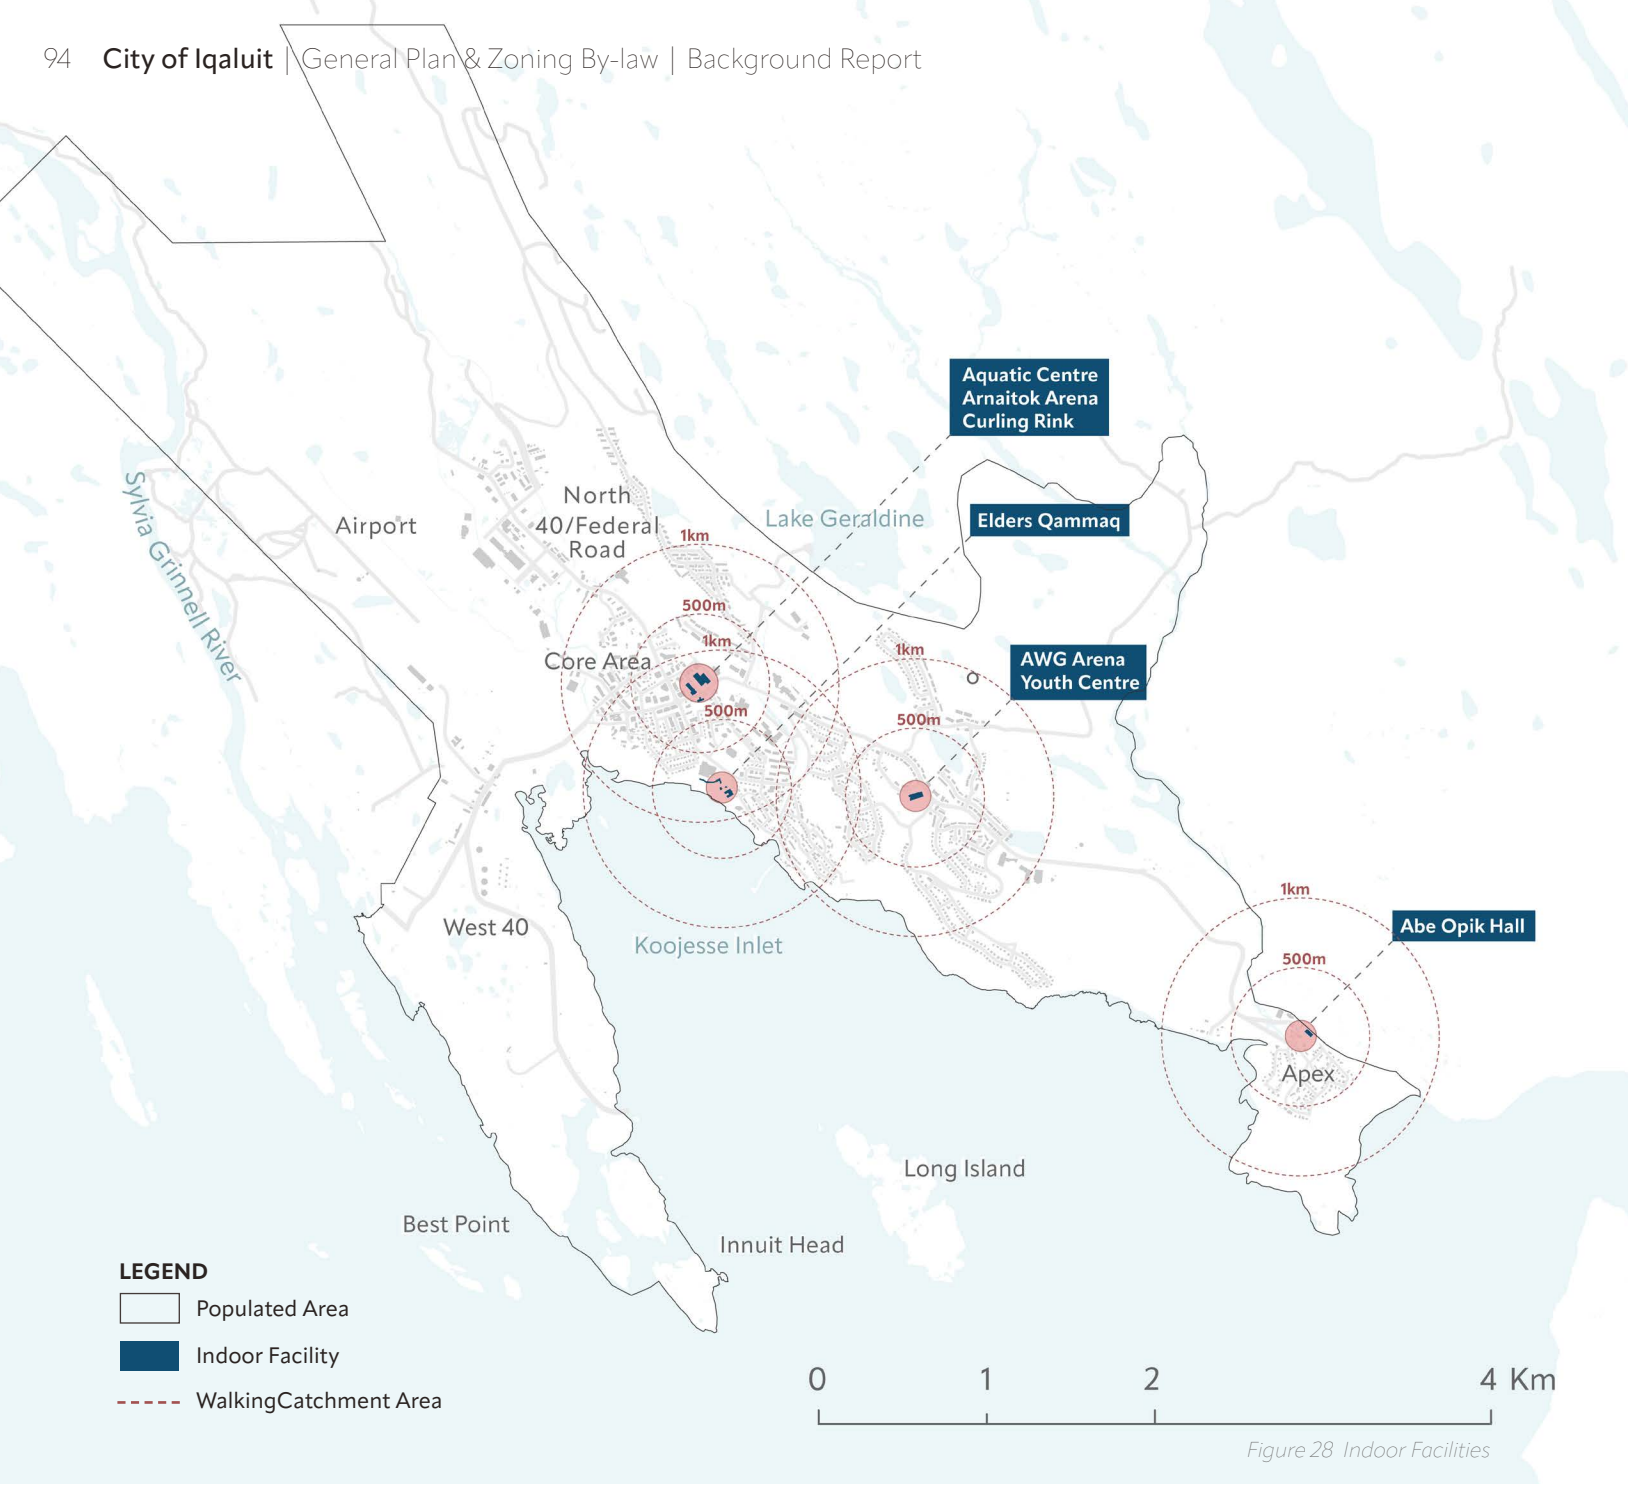 94 City of Iqaluit | General Plan & Zoning By-law | Background Report
Aquatic Centre
Arnaitok Arena
Curling Rink
Elders Qammaq
AWG Arena
Youth Centre
Abe Opik Hall
North
40/Federal
Road
Airport
Lake Geraldine
Sylvia Grinnell River
Core Area
1km
500m
1km
500m
1km
500m
1km
500m
West 40
Koojesse Inlet
Apex
Long Island
Best Point
Innuit Head
LEGEND
Populated Area
Indoor Facility
WalkingCatchment Area
0 1 2 4 Km
Figure 28 Indoor Facilities